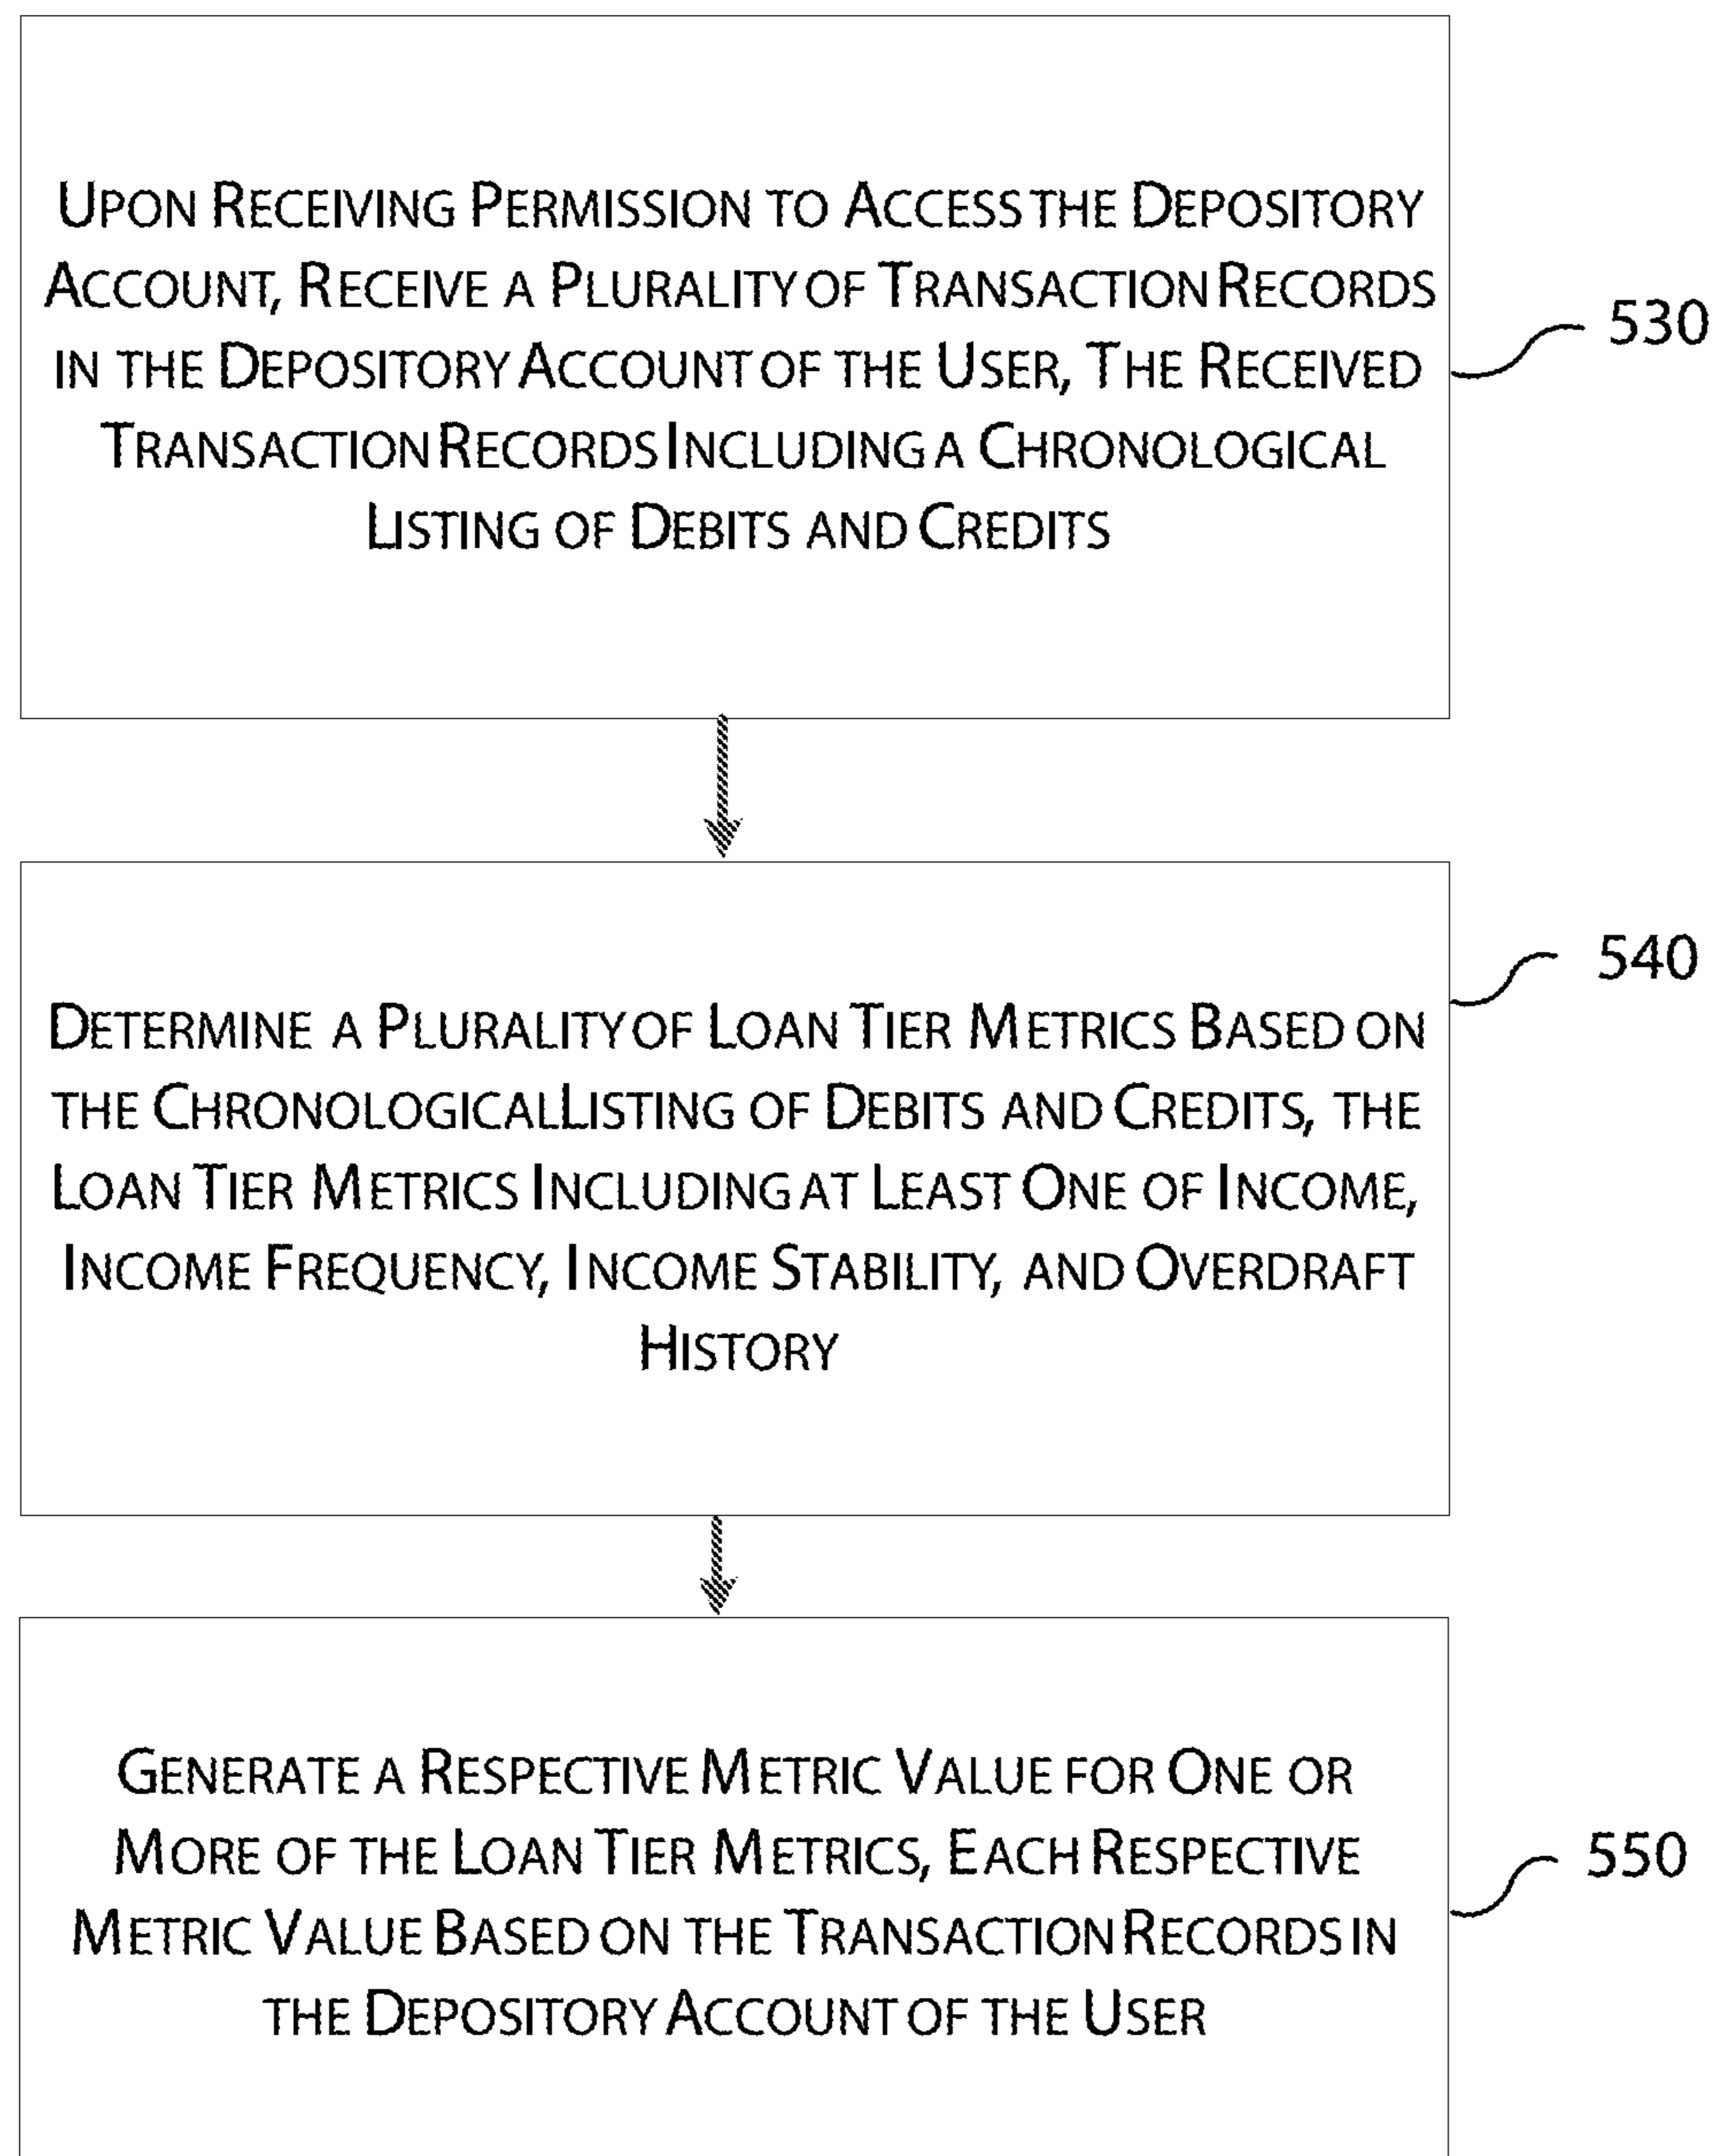 UPON RECEIVING PERMISSION TO ACCESS THE DEPOSITORY
ACCOUNT, RECEIVE A PLURALITY OF TRANSACTION RECORDS
IN THE DEPOSITORY ACCOUNT OF THE USER, THE RECEIVED
TRANSACTION RECORDS INCLUDING A CHRONOLOGICAL
LISTING OF DEBITS AND CREDITS
530
DETERMINE A PLURALITY OF LOAN TIER METRICS BASED ON
THE CHRONOLOGICAL LISTING OF DEBITS AND CREDITS, THE
LOAN TIER METRICS INCLUDING AT LEAST ONE OF INCOME,
INCOME FREQUENCY, INCOME STABILITY, AND OVERDRAFT
HISTORY
540
GENERATE A RESPECTIVE METRIC VALUE FOR ONE OR
MORE OF THE LOAN TIER METRICS, EACH RESPECTIVE
METRIC VALUE BASED ON THE TRANSACTION RECORDS IN
THE DEPOSITORY ACCOUNT OF THE USER
550